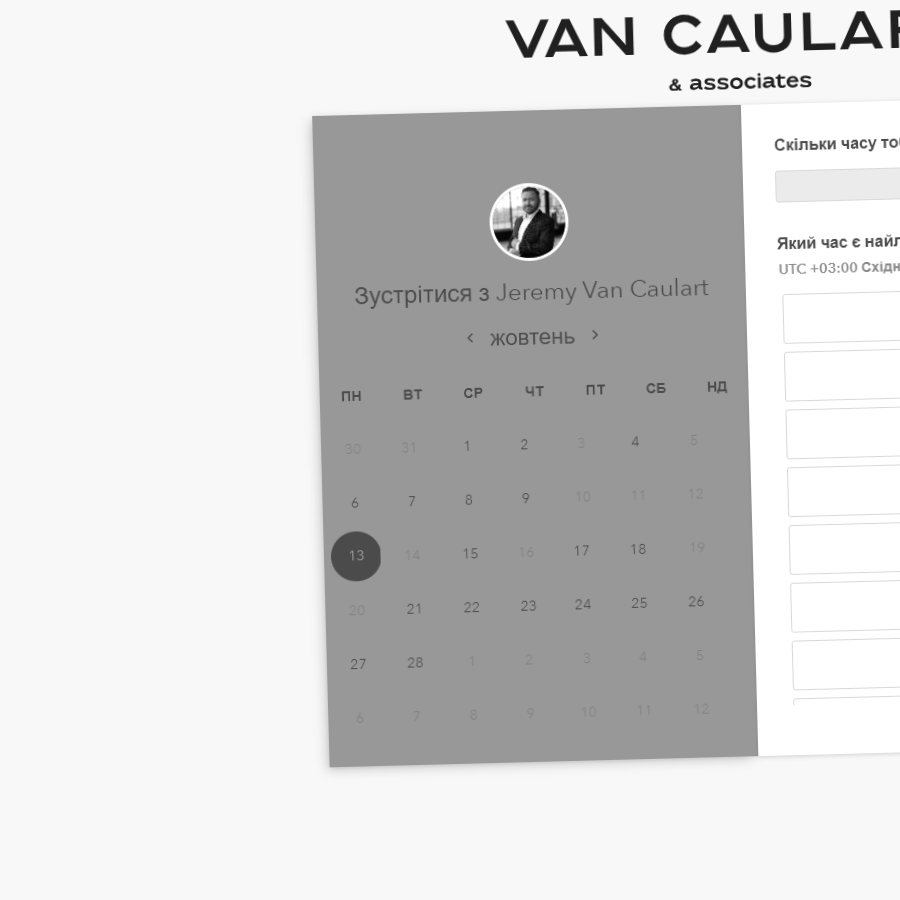 VAN CAULAR
& associates
Зустрітися з Jeremy Van Caulart
жовтень
ПН ВТ СР ЧТ ПТ СБ НД
30 31 1 2 3 4 5
6 7 8 9 10 11 12
13 14 15 16 17 18 19
20 21 22 23 24 25 26
27 28 1 2 3 4 5
6 7 8 9 10 11 12
Скільки часу
Який час є
UTC +03:00